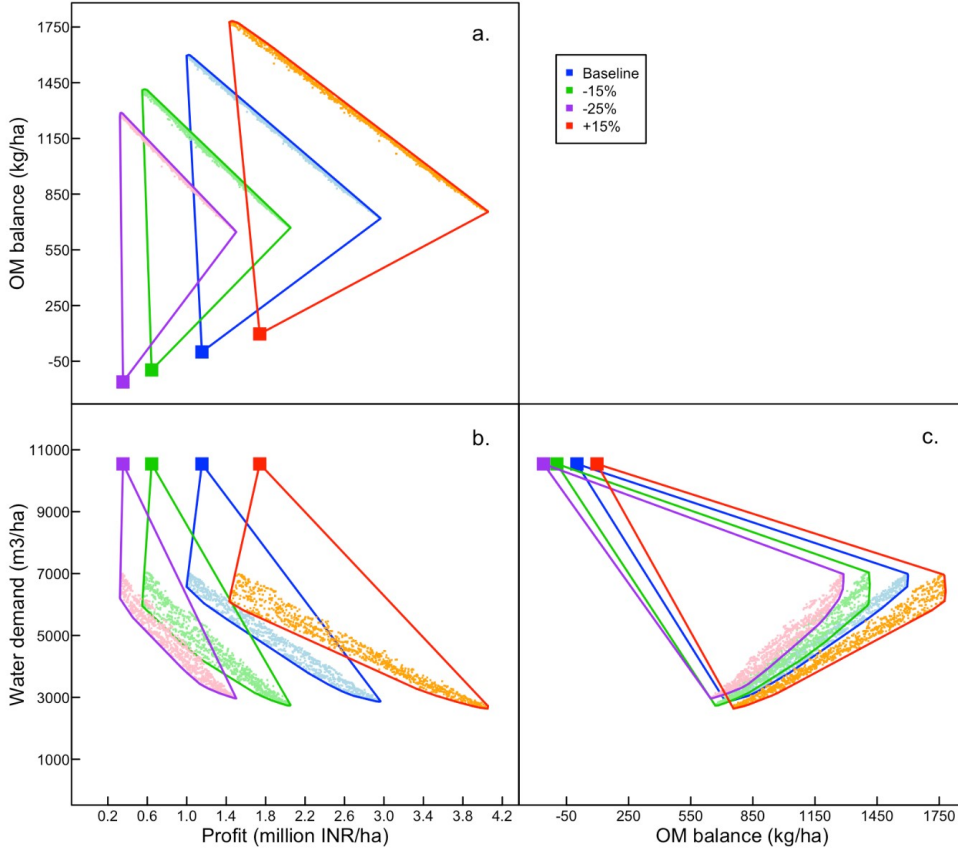 a.
1750
1450
1150
850
550
250
-50
OM balance (kg/ha)
Baseline
-15%
-25%
+15%
b.
11000
9000
7000
5000
3000
1000
Water demand (m3/ha)
0.2 0.6 1.0 1.4 1.8 2.2 2.6 3.0 3.4 3.8 4.2
Profit (million INR/ha)
c.
-50 250 550 850 1150 1450 1750
OM balance (kg/ha)